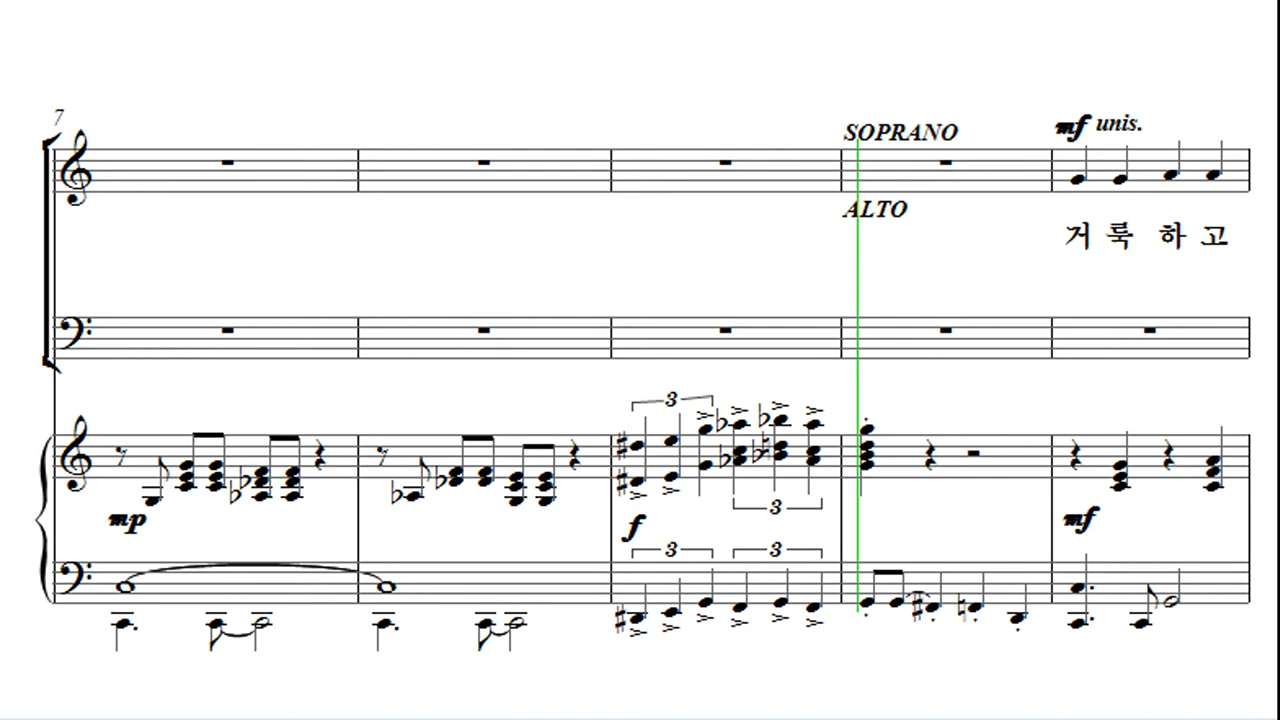 7
SOPRANO
mf unis.
ALTO
거 룩 하 고
3
3
mp
f
mf
3 3